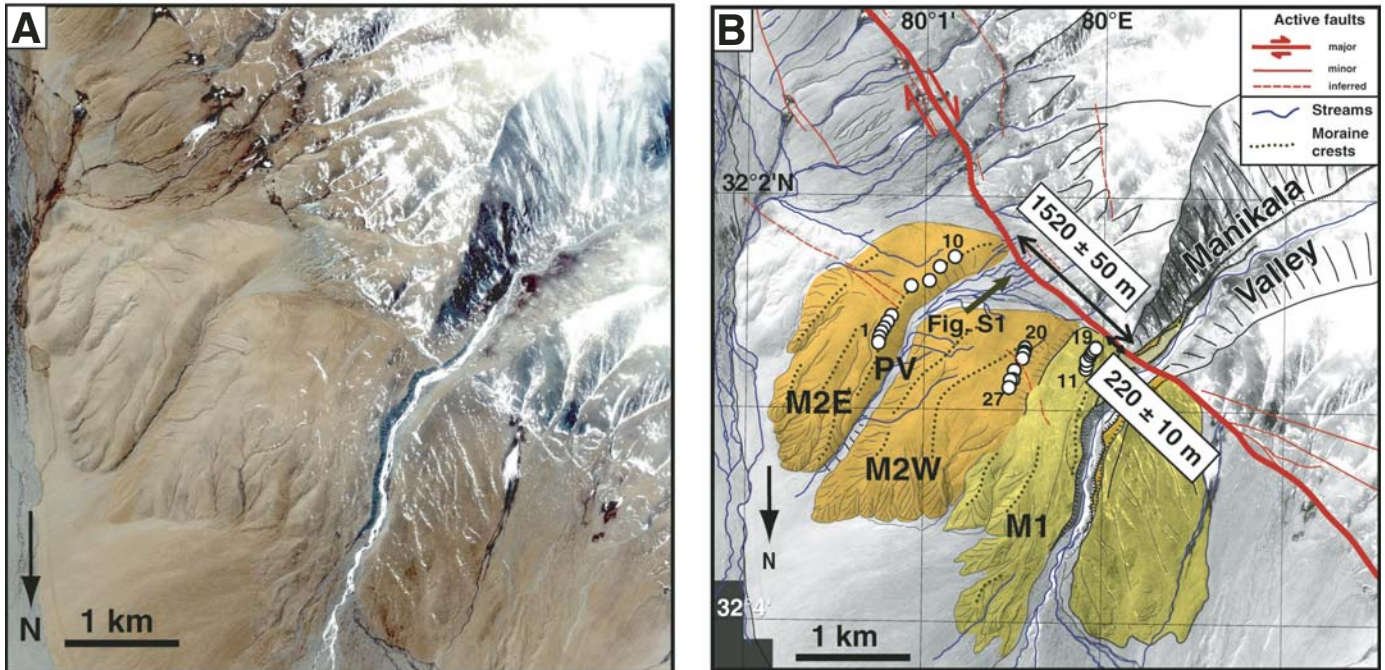 A
N
1 km
B
80°1'
80°E
Active faults
major
minor
inferred
Streams
Moraine
crests
32°2'N
1520 ± 50 m
Manikala
Valley
10
Fig. S1
1
20
19
PV
11
27
220 ± 10 m
M2E
M2W
M1
N
32°4'
1 km